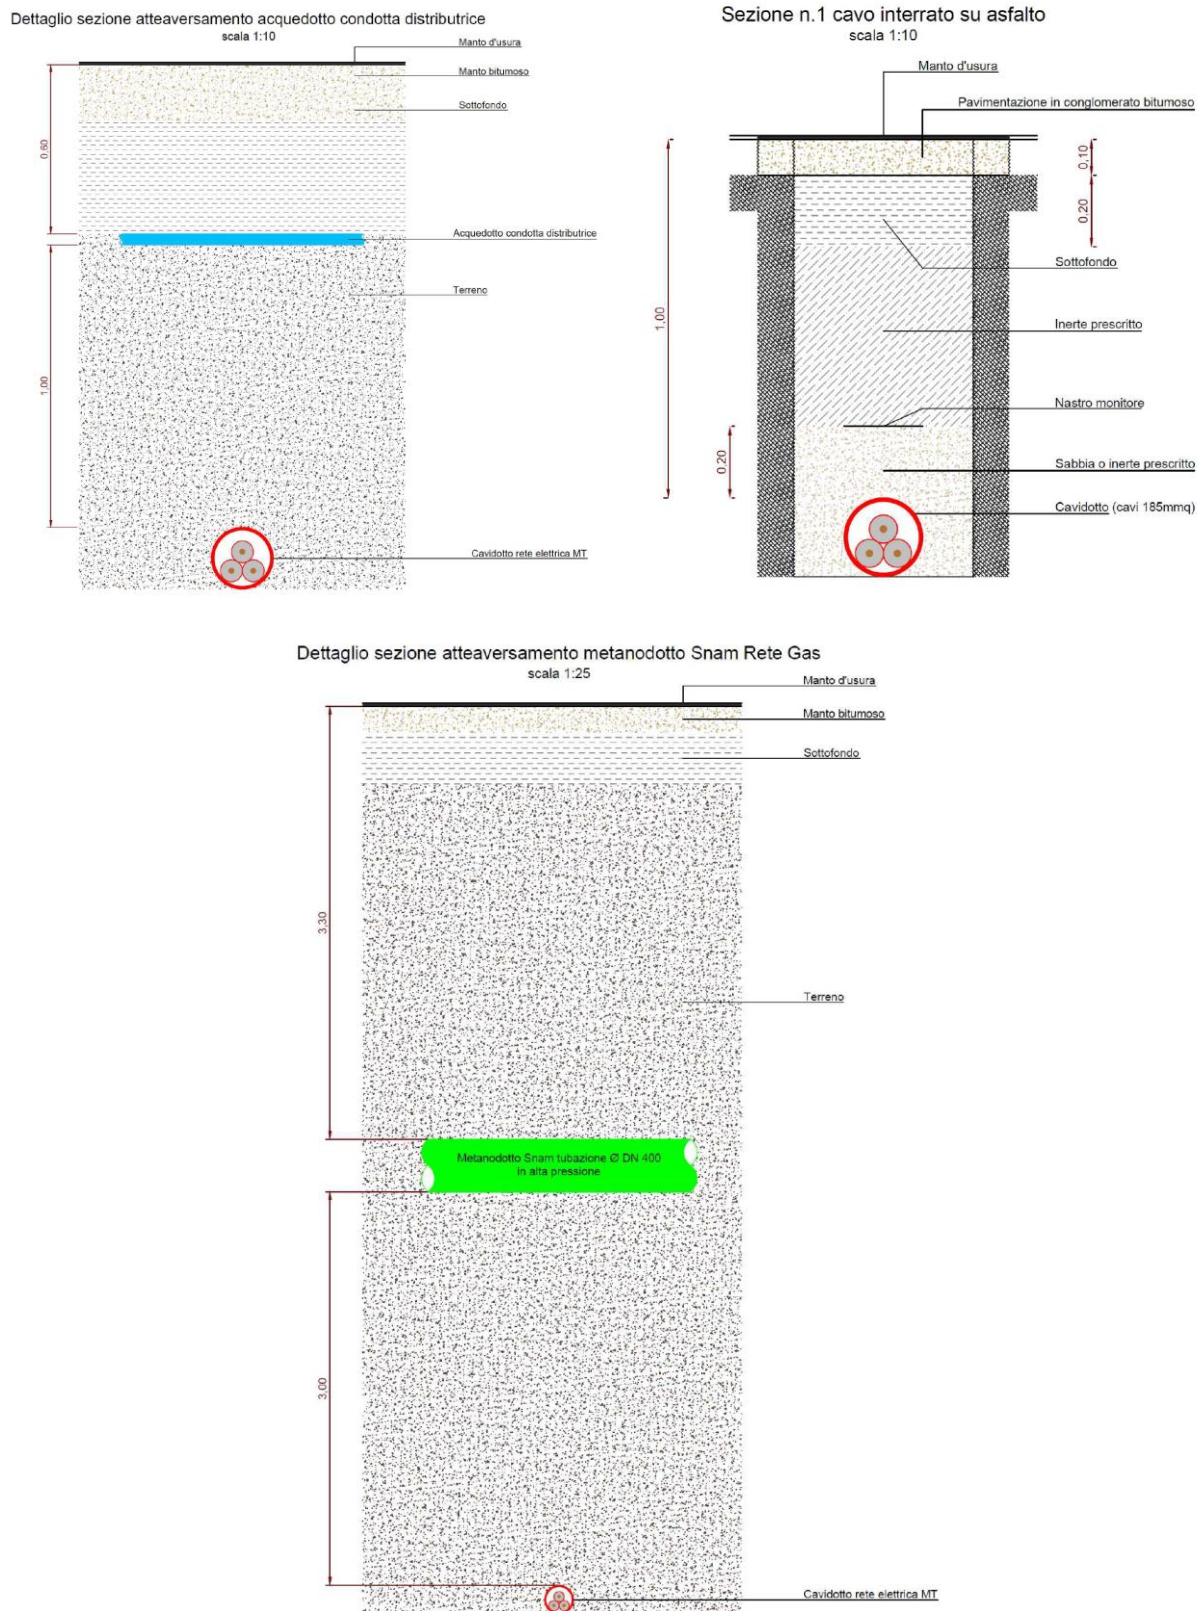 Dettaglio sezione atteaversamento acquedotto condotta distributrice
scala 1:10
Manto d'usura
Manto bitumoso
Sottofondo
0.60
Acquedotto condotta distributrice
Terreno
1,00
Cavidotto rete elettrica MT
Sezione n.1 cavo interrato su asfalto
scala 1:10
Manto d'usura
Pavimentazione in conglomerato bitumoso
0,10
0,20
Sottofondo
1,00
Inerte prescritto
Nastro monitore
0,20
Sabbia o inerte prescritto
Cavidotto (cavi 185mmq)
Dettaglio sezione atteaversamento metanodotto Snam Rete Gas
scala 1:25
Manto d'usura
Manto bitumoso
Sottofondo
3,30
Terreno
Metanodotto Snam tubazione Ø DN 400
in alta pressione
3,00
Cavidotto rete elettrica MT